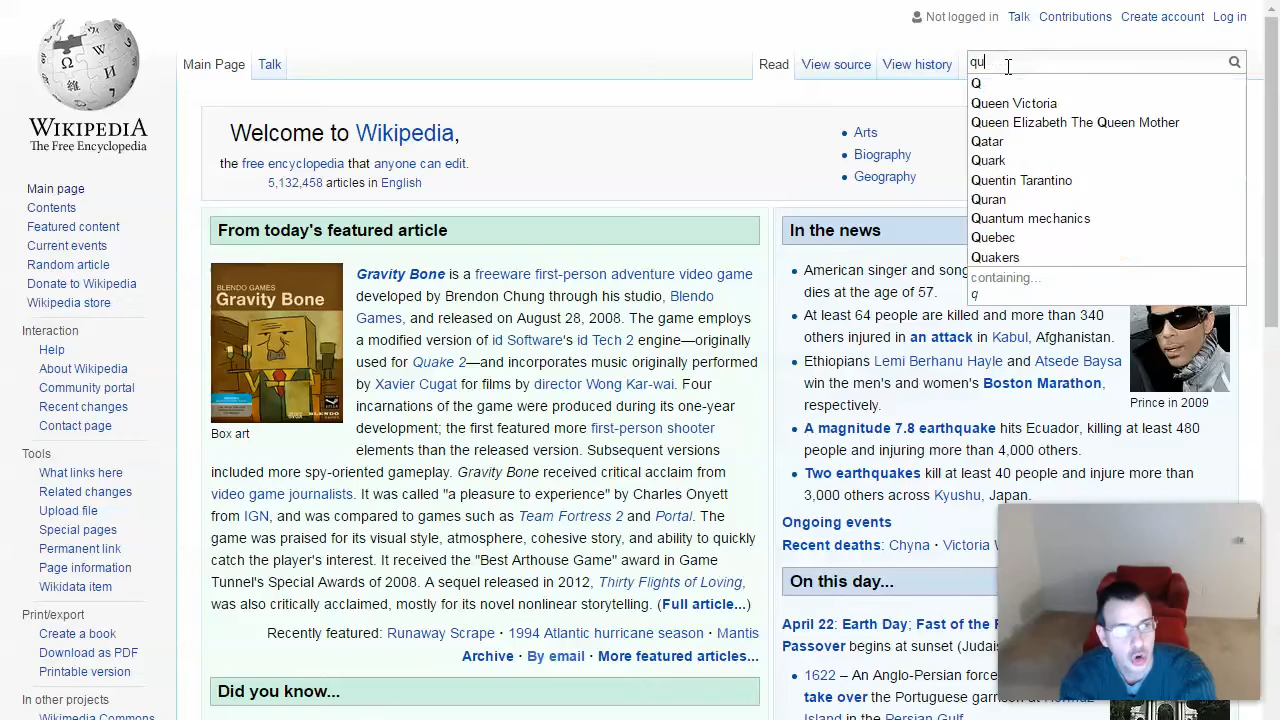 Not logged in Talk Contributions Create account Log in
WIKIPEDIA
The Free Encyclopedia
Main Page Talk Read View source View history
qu
Q
Queen Victoria
Queen Elizabeth The Queen Mother
Qatar
Quark
Quentin Tarantino
Quran
Quantum mechanics
Quebec
Quakers
containing...
q
Main page
Contents
Featured content
Current events
Random article
Donate to Wikipedia
Wikipedia store
Interaction
Help
About Wikipedia
Community portal
Recent changes
Contact page
Tools
What links here
Related changes
Upload file
Special pages
Permanent link
Page information
Wikidata item
Print/export
Create a book
Download as PDF
Printable version
In other projects
Wikimedia Commons
Welcome to Wikipedia,
the free encyclopedia that anyone can edit.
5,132,458 articles in English
Arts
Biography
Geography
From today's featured article
BLENDO GAMES
Gravity Bone
Box art
Gravity Bone is a freeware first-person adventure video game
developed by Brendon Chung through his studio, Blendo
Games, and released on August 28, 2008. The game employs
a modified version of id Software's id Tech 2 engine—originally
used for Quake 2—and incorporates music originally performed
by Xavier Cugat for films by director Wong Kar-wai. Four
incarnations of the game were produced during its one-year
development; the first featured more first-person shooter
elements than the released version. Subsequent versions
included more spy-oriented gameplay. Gravity Bone received critical acclaim from
video game journalists. It was called "a pleasure to experience" by Charles Onyett
from IGN, and was compared to games such as Team Fortress 2 and Portal. The
game was praised for its visual style, atmosphere, cohesive story, and ability to quickly
catch the player's interest. It received the "Best Arthouse Game" award in Game
Tunnel's Special Awards of 2008. A sequel released in 2012, Thirty Flights of Loving,
was also critically acclaimed, mostly for its novel nonlinear storytelling. (Full article...)
Recently featured: Runaway Scrape · 1994 Atlantic hurricane season · Mantis
Archive · By email · More featured articles...
Did you know...
In the news
American singer and song
dies at the age of 57.
At least 64 people are killed and more than 340
others injured in an attack in Kabul, Afghanistan.
Ethiopians Lemi Berhanu Hayle and Atsede Baysa
win the men's and women's Boston Marathon,
respectively.
A magnitude 7.8 earthquake hits Ecuador, killing at least 480
people and injuring more than 4,000 others.
Two earthquakes kill at least 40 people and injure more than
3,000 others across Kyushu, Japan.
Prince in 2009
Ongoing events
Recent deaths: Chyna · Victoria
On this day...
April 22: Earth Day; Fast of the
Passover begins at sunset (Judai
1622 – An Anglo-Persian force
take over the Portuguese garr
Island in the Persian Gulf